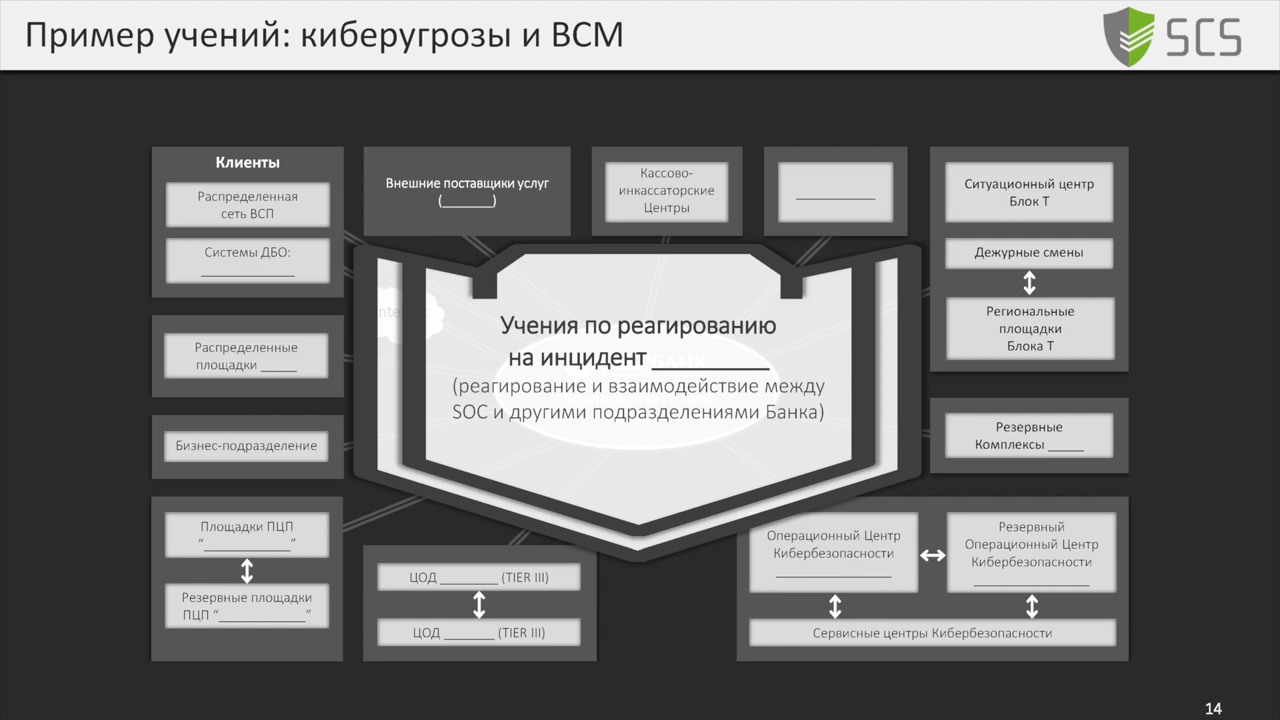 Пример учений: киберугрозы и BCM
SCS
Клиенты
Распределенная
сеть ВСП
Системы ДБО:
_____________
Внешние поставщики услуг
(________)
Кассово-
инкассаторские
Центры
___________
Ситуационный центр
Блок Т
Дежурные смены
Региональные
площадки
Блока Т
Распределенные
площадки _____
Бизнес-подразделение
Учения по реагированию
на инцидент _________
(реагирование и взаимодействие между
SOC и другими подразделениями Банка)
Резервные
Комплексы _____
Площадки ПЦП
“____________”
Резервные площадки
ПЦП “____________”
ЦОД ________ (TIER III)
ЦОД _______ (TIER III)
Операционный Центр
Кибербезопасности
________________
Резервный
Операционный Центр
Кибербезопасности
________________
Сервисные центры Кибербезопасности
14